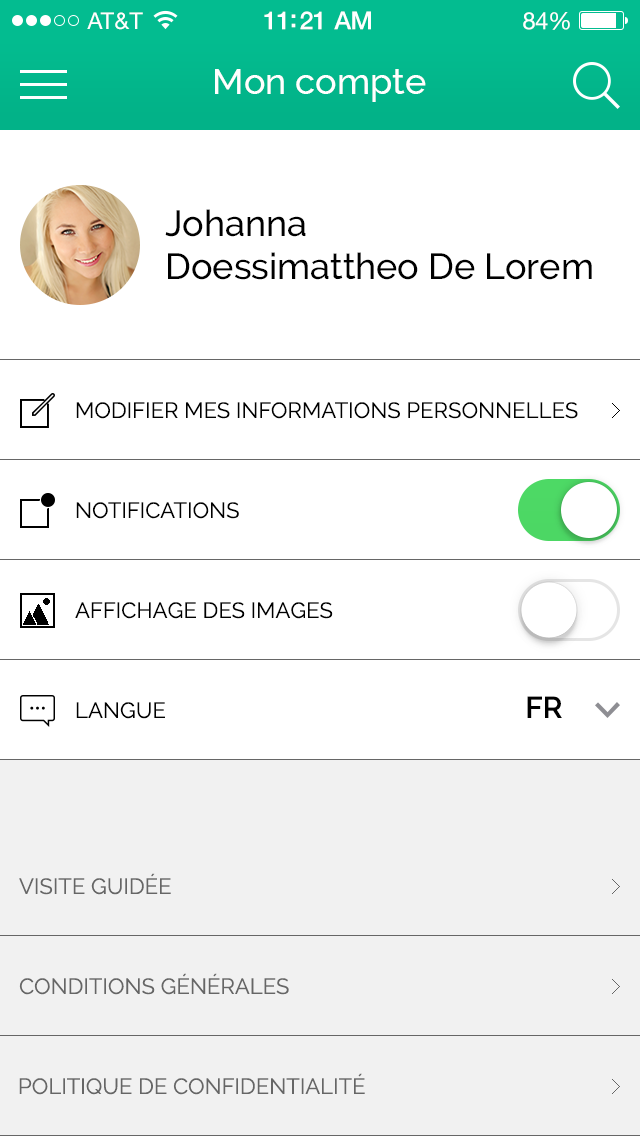 AT&T 11:21 AM 84%
Mon compte
Johanna
Doessimattheo De Lorem
MODIFIER MES INFORMATIONS PERSONNELLES
NOTIFICATIONS
AFFICHAGE DES IMAGES
LANGUE FR
VISITE GUIDÉE
CONDITIONS GÉNÉRALES
POLITIQUE DE CONFIDENTIALITÉ